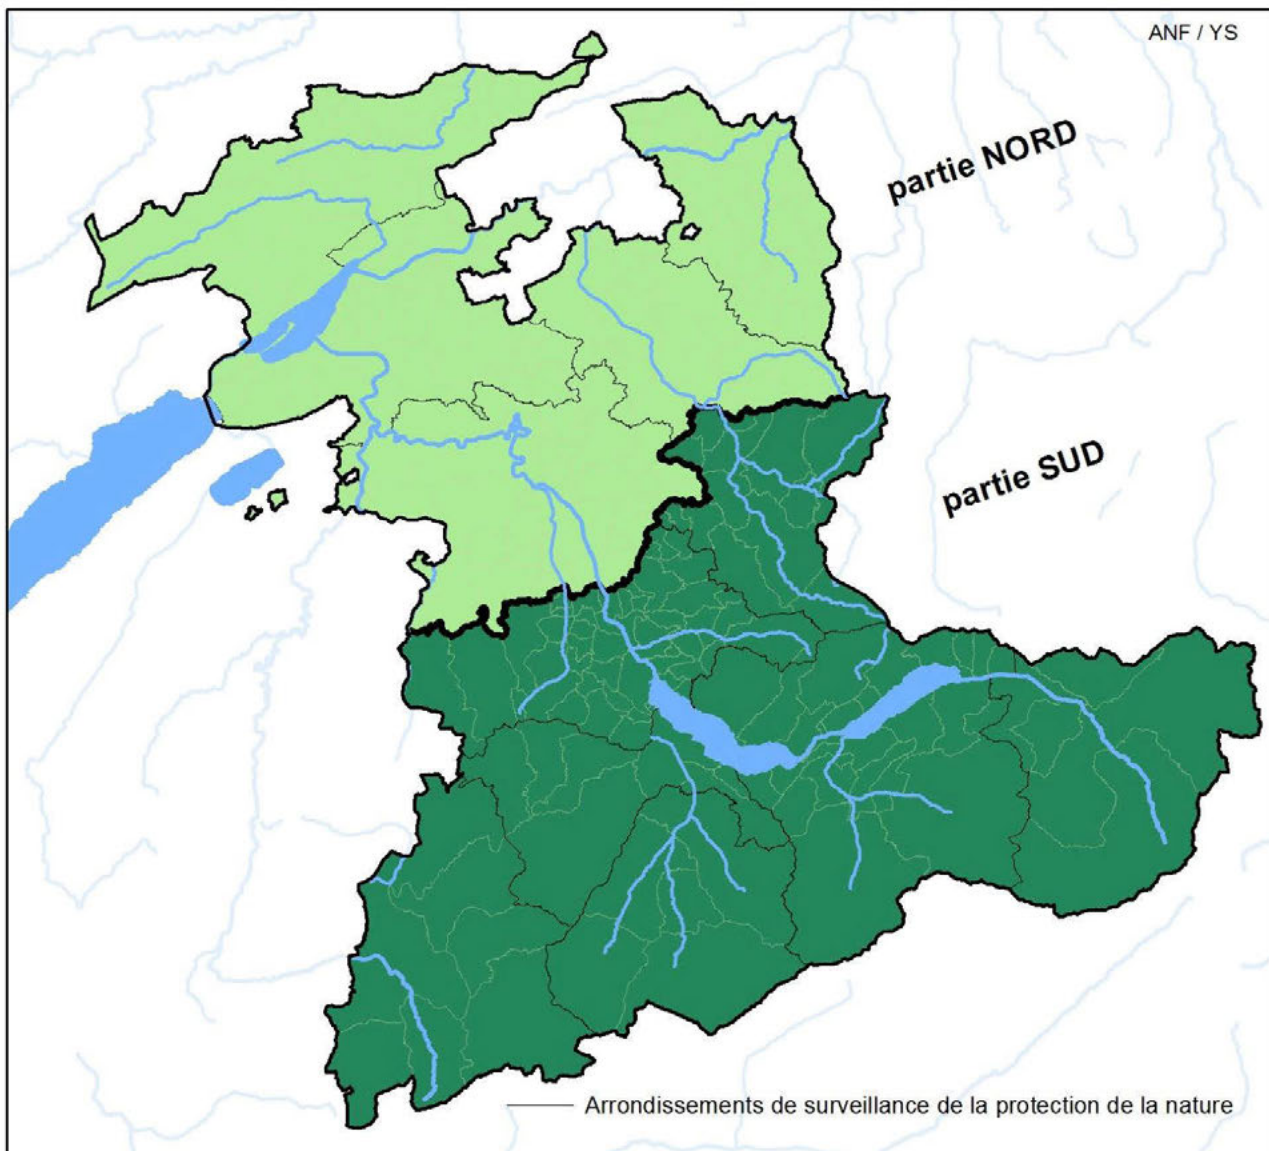 ANF / YS
partie NORD
partie SUD
Arrondissements de surveillance de la protection de la nature